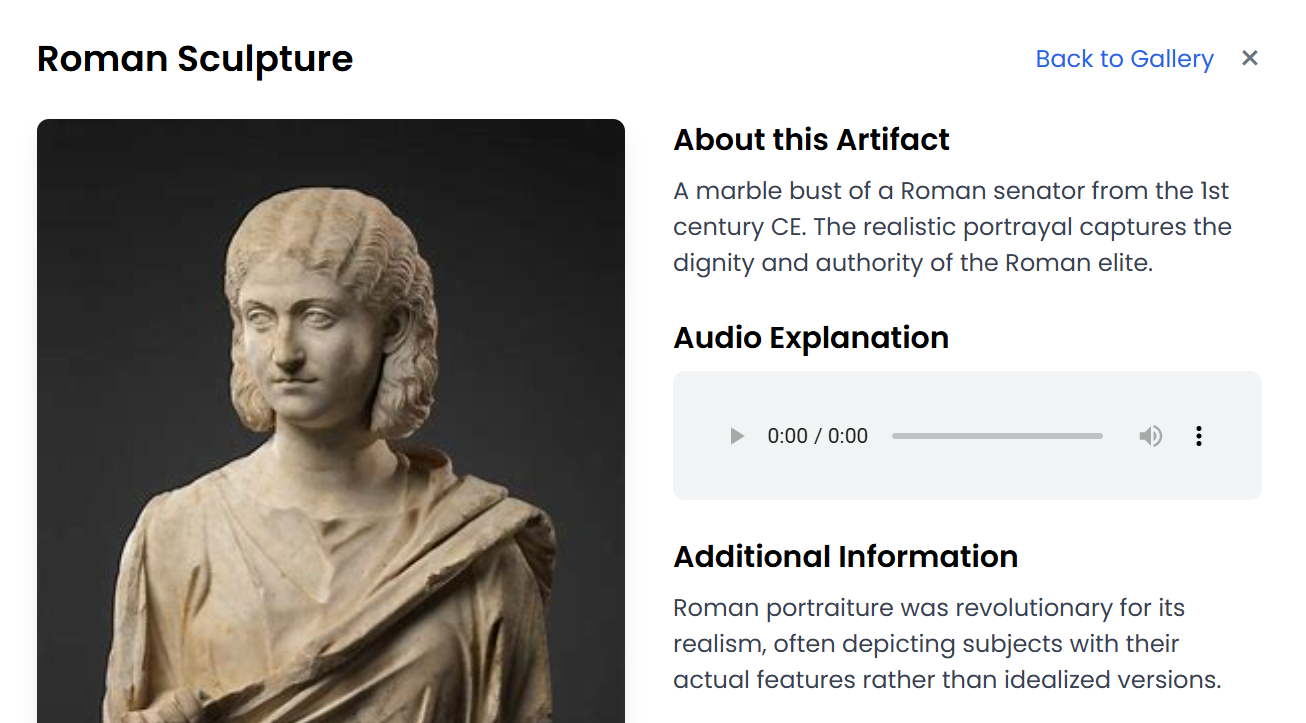 Roman Sculpture
Back to Gallery ×
About this Artifact
A marble bust of a Roman senator from the 1st
century CE. The realistic portrayal captures the
dignity and authority of the Roman elite.
Audio Explanation
0:00 / 0:00
Additional Information
Roman portraiture was revolutionary for its
realism, often depicting subjects with their
actual features rather than idealized versions.